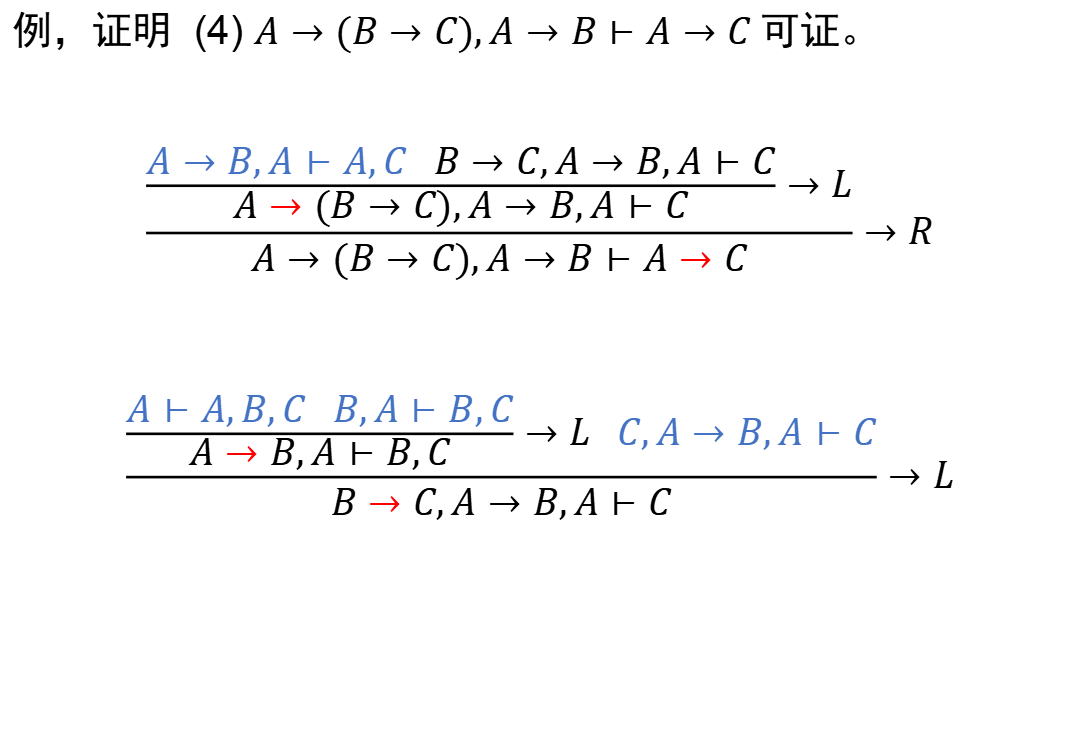 例，证明 (4) A → (B → C), A → B ⊢ A → C 可证。
A → B, A ⊢ A, C   B → C, A → B, A ⊢ C
→ L
A → (B → C), A → B, A ⊢ C
→ R
A → (B → C), A → B ⊢ A → C
A ⊢ A, B, C   B, A ⊢ B, C
→ L   C, A → B, A ⊢ C
A → B, A ⊢ B, C
→ L
B → C, A → B, A ⊢ C